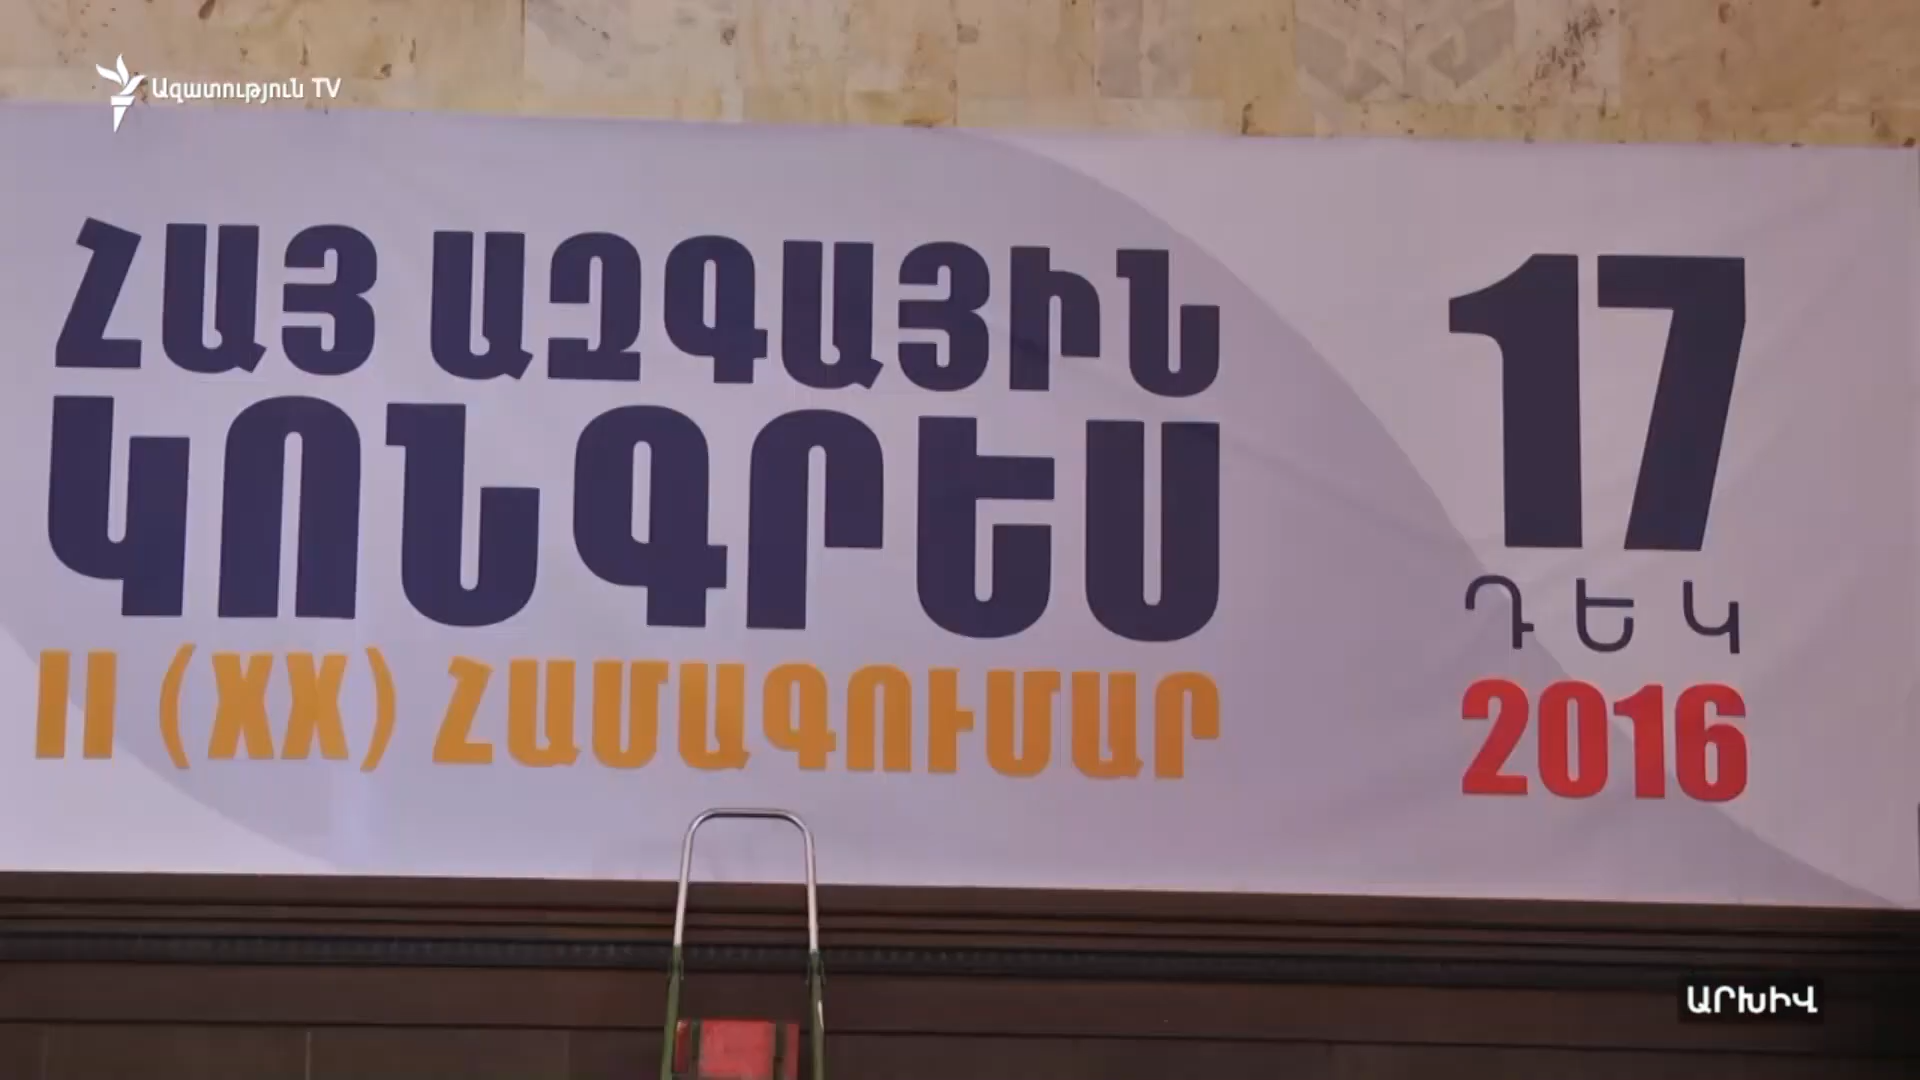 Ազատություն TV
ՀԱՅ ԱԶԳԱՅԻՆ
ԿՈՆԳՐԵՍ
II (XX) ՀԱՄԱԳՈՒՄԱՐ
17
ԴԵԿ
2016
ԱՐԽԻՎ